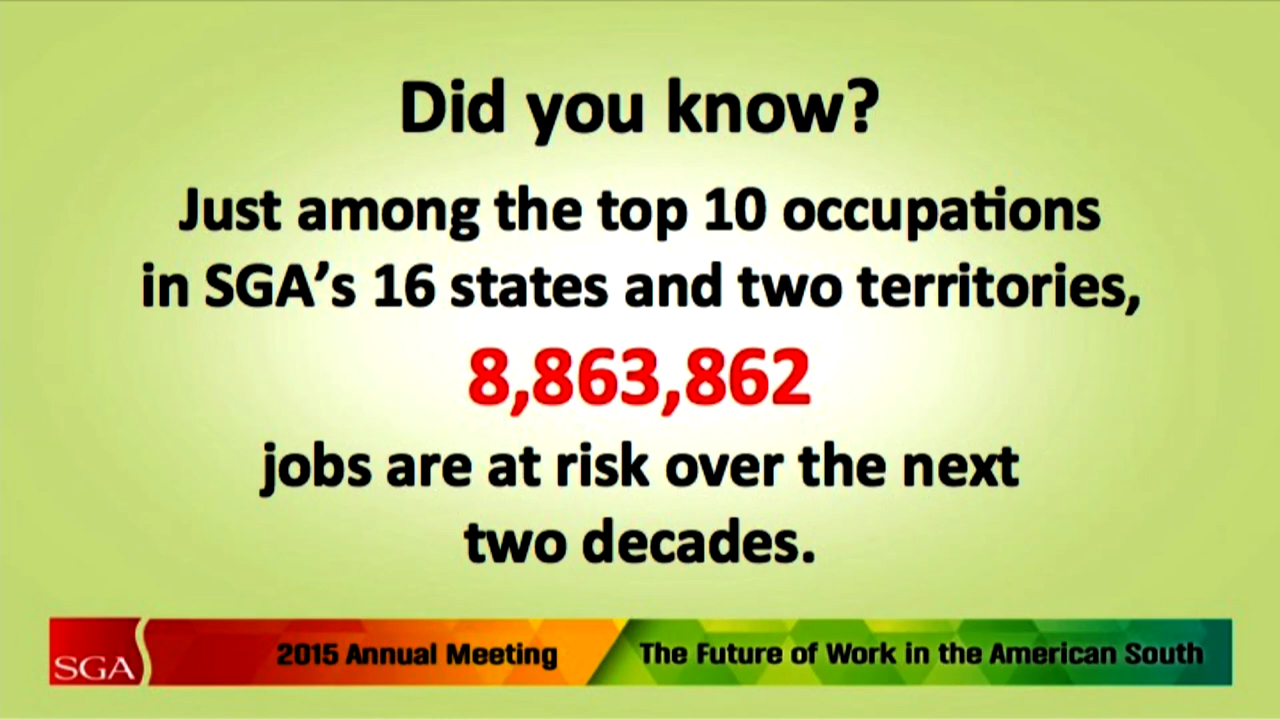 Did you know?
Just among the top 10 occupations
in SGA’s 16 states and two territories,
8,863,862
jobs are at risk over the next
two decades.
SGA 2015 Annual Meeting The Future of Work in the American South